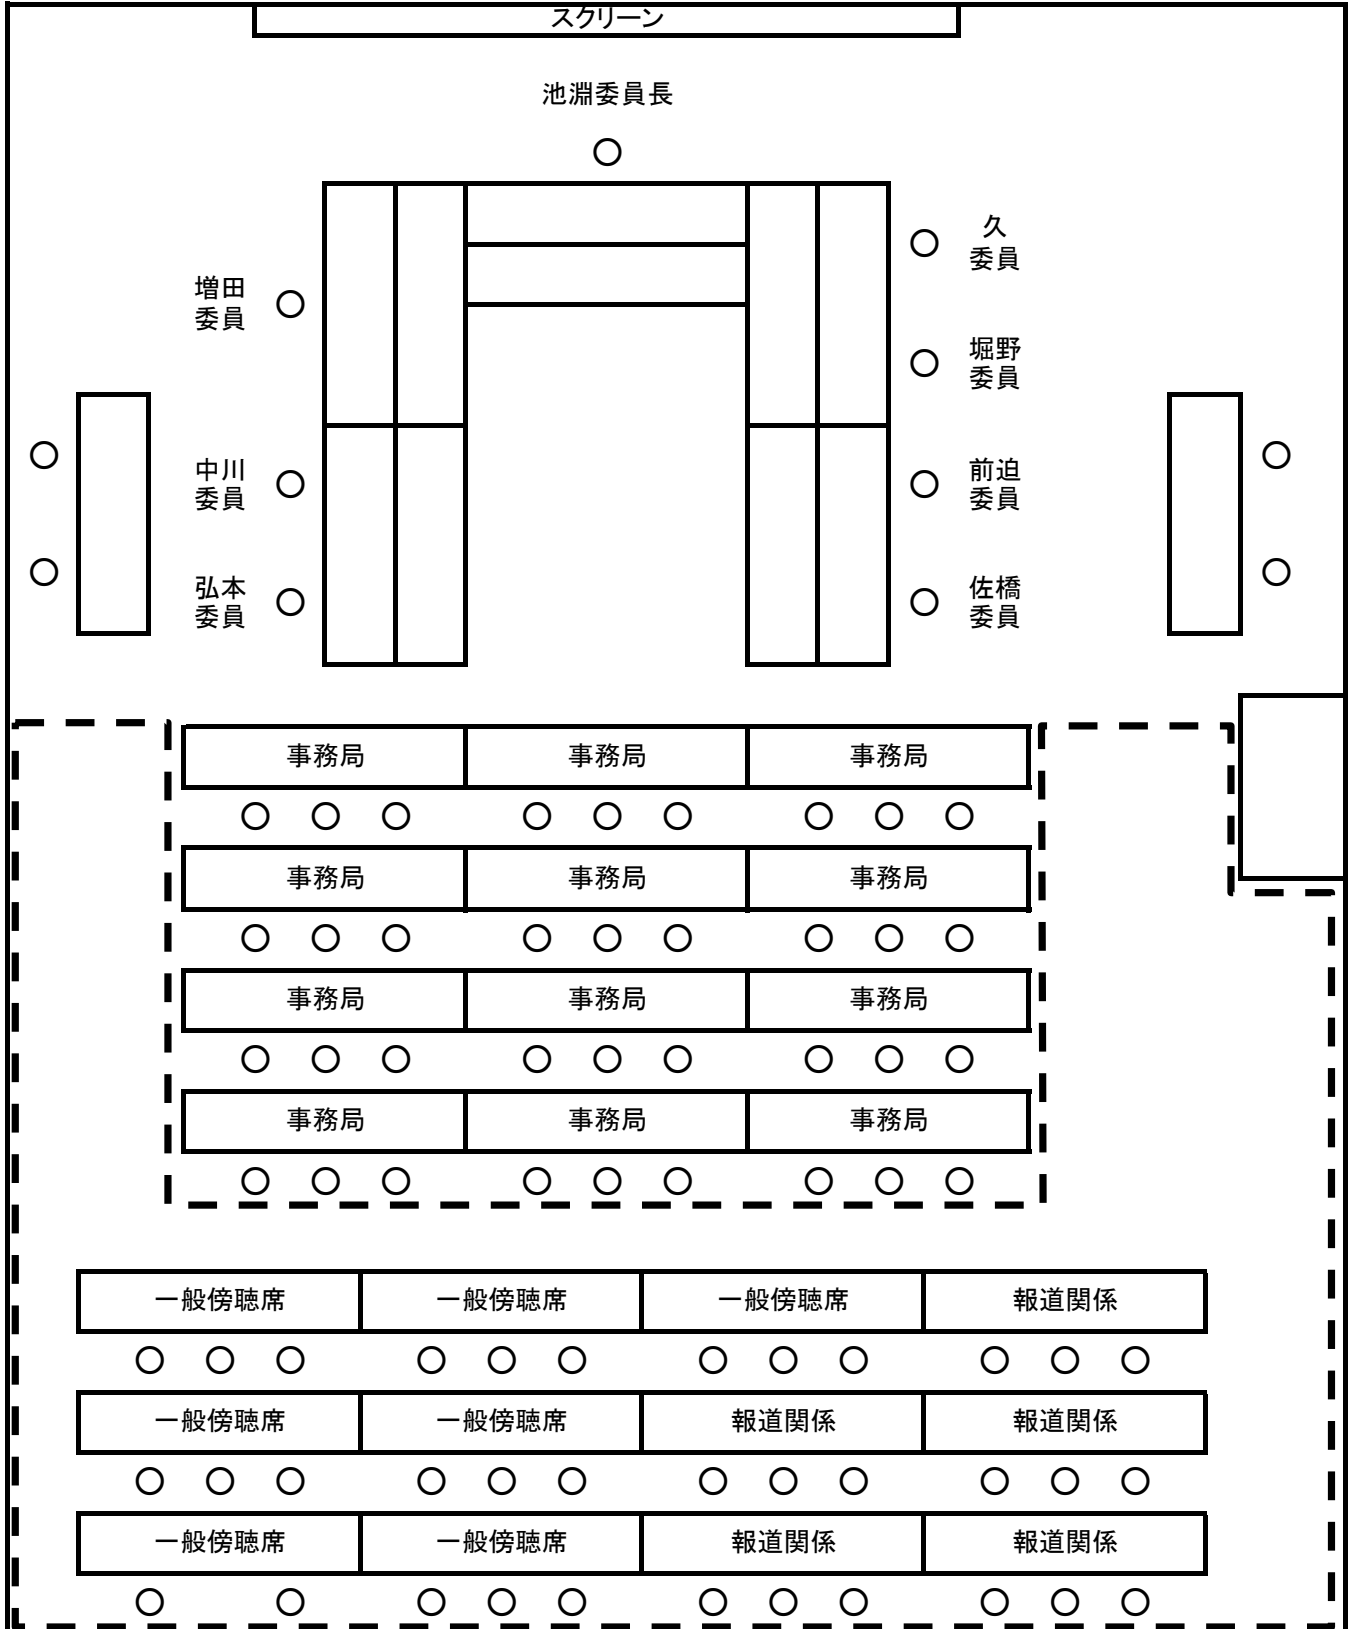 スクリーン
池淵委員長
久
委員
増田
委員
堀野
委員
中川
委員
前迫
委員
弘本
委員
佐橋
委員
事務局 事務局 事務局
事務局 事務局 事務局
事務局 事務局 事務局
事務局 事務局 事務局
一般傍聴席 一般傍聴席 一般傍聴席 報道関係
一般傍聴席 一般傍聴席 報道関係 報道関係
一般傍聴席 一般傍聴席 報道関係 報道関係